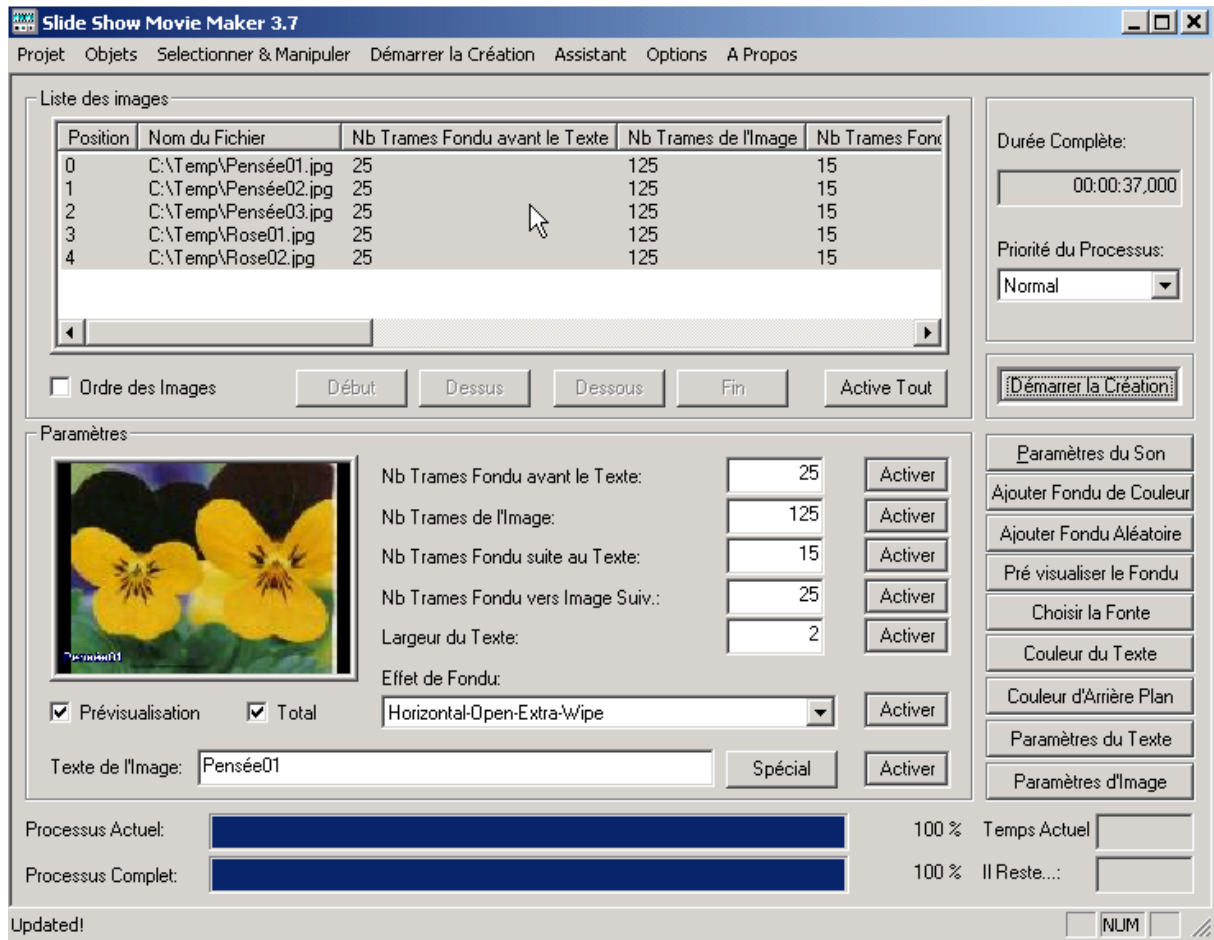 Slide Show Movie Maker 3.7
Projet Objets Selectionner & Manipuler Démarrer la Création Assistant Options A Propos
Liste des images
Position Nom du Fichier Nb Trames Fondu avant le Texte Nb Trames de l'Image Nb Trames Fond
0 C:\Temp\Pensée01.jpg 25 125 15
1 C:\Temp\Pensée02.jpg 25 125 15
2 C:\Temp\Pensée03.jpg 25 125 15
3 C:\Temp\Rose01.jpg 25 125 15
4 C:\Temp\Rose02.jpg 25 125 15
Durée Complète:
00:00:37,000
Priorité du Processus:
Normal
Ordre des Images Début Dessus Dessous Fin Active Tout
Démarrer la Création
Paramètres
Pensée01
Nb Trames Fondu avant le Texte: 25 Activer
Nb Trames de l'Image: 125 Activer
Nb Trames Fondu suite au Texte: 15 Activer
Nb Trames Fondu vers Image Suiv.: 25 Activer
Largeur du Texte: 2 Activer
Effet de Fondu:
Prévisualisation Total Horizontal-Open-Extra-Wipe Activer
Texte de l'Image: Pensée01 Spécial Activer
Paramètres du Son
Ajouter Fondu de Couleur
Ajouter Fondu Aléatoire
Pré visualiser le Fondu
Choisir la Fonte
Couleur du Texte
Couleur d'Arrière Plan
Paramètres du Texte
Paramètres d'Image
Processus Actuel: 100 % Temps Actuel
Processus Complet: 100 % Il Reste...:
Updated! NUM